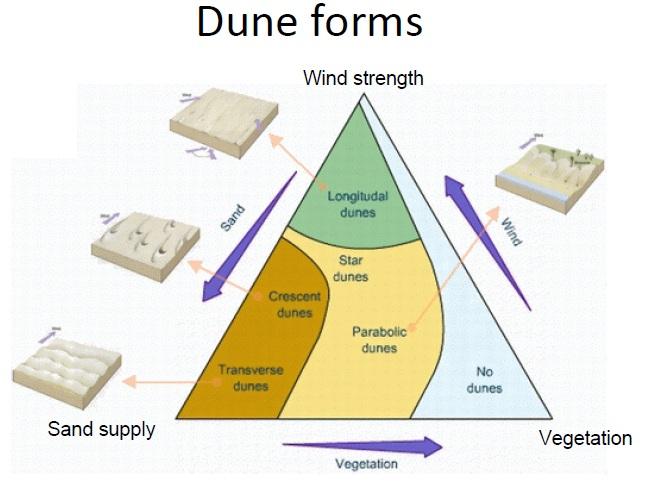 Dune forms
Wind strength
Longitudal
dunes
Sand
Wind
Star
dunes
Crescent
dunes
Parabolic
dunes
Transverse
dunes
No
dunes
Sand supply
Vegetation
Vegetation